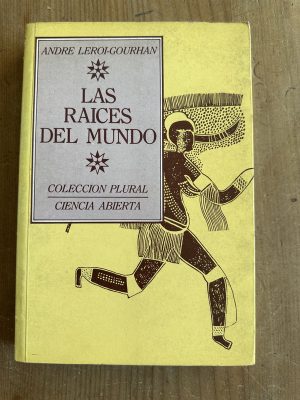 ANDRE LEROI-GOURHAN
LAS
RAICES
DEL MUNDO
COLECCION PLURAL
CIENCIA ABIERTA